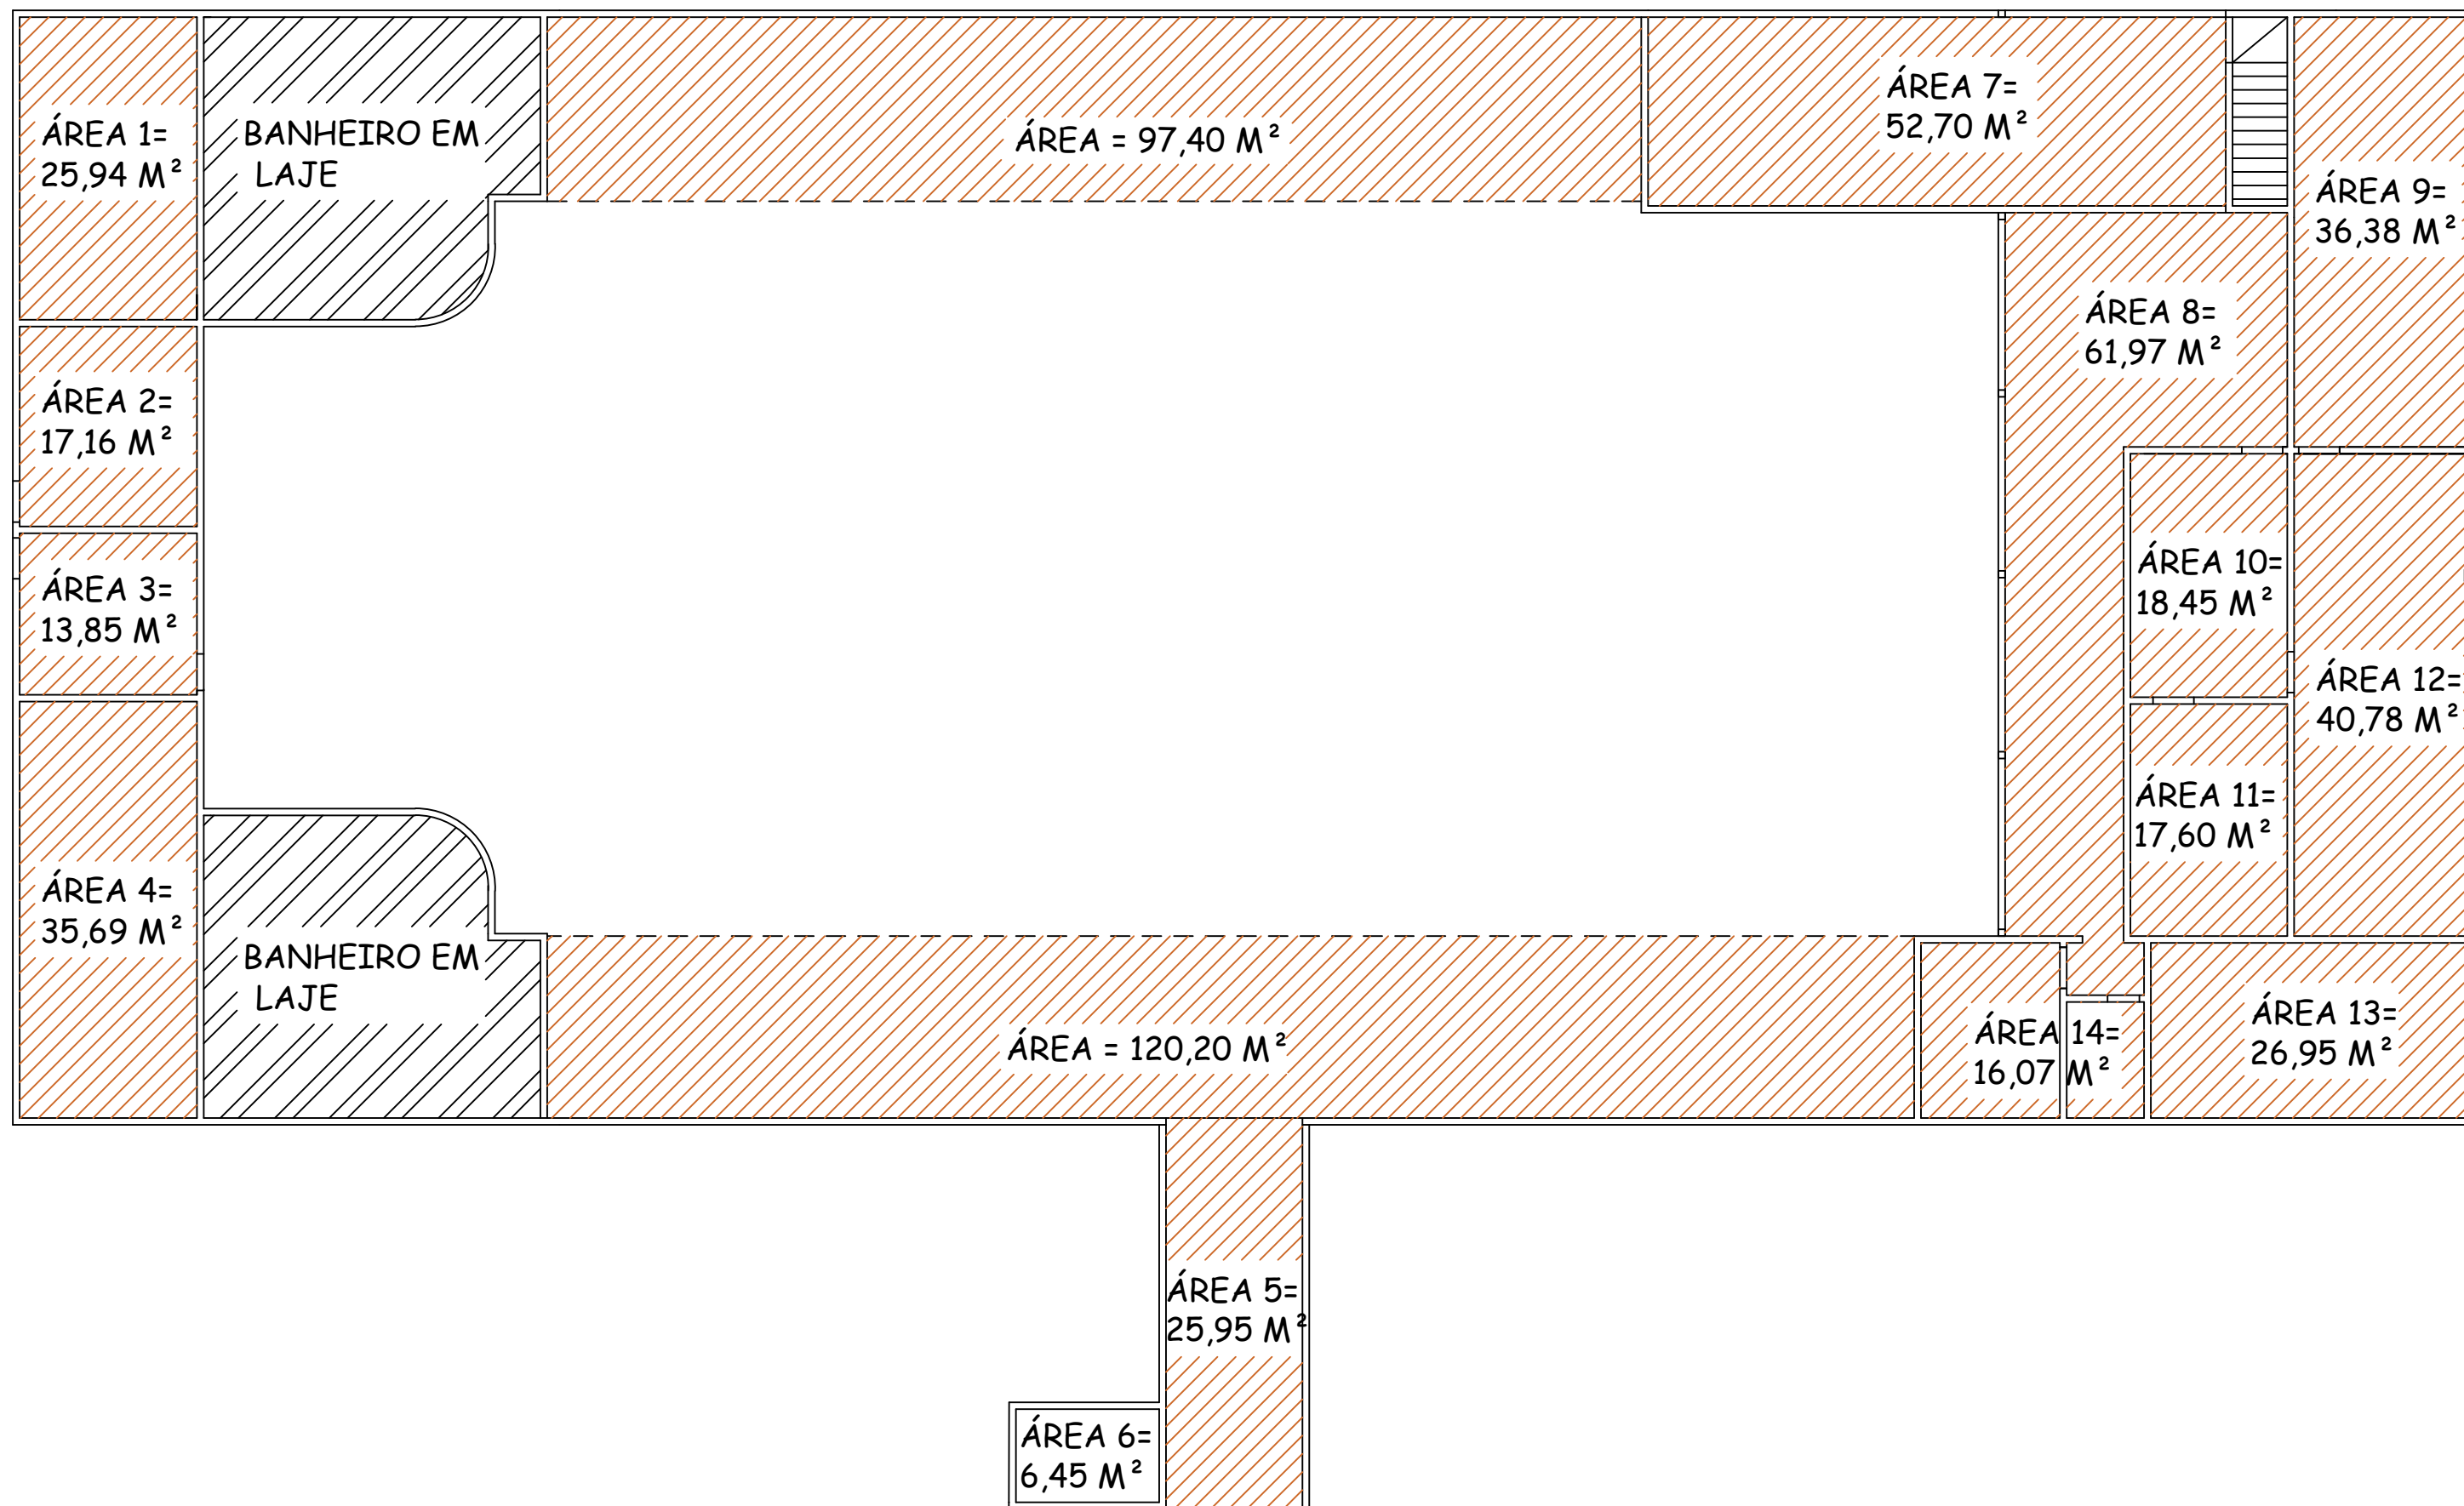 ÁREA 1=
25,94 M²
BANHEIRO EM
LAJE
ÁREA = 97,40 M²
ÁREA 7=
52,70 M²
ÁREA 9=
36,38 M²
ÁREA 8=
61,97 M²
ÁREA 2=
17,16 M²
ÁREA 3=
13,85 M²
ÁREA 10=
18,45 M²
ÁREA 12=
40,78 M²
ÁREA 11=
17,60 M²
ÁREA 4=
35,69 M²
BANHEIRO EM
LAJE
ÁREA = 120,20 M²
ÁREA 14=
16,07 M²
ÁREA 13=
26,95 M²
ÁREA 5=
25,95 M²
ÁREA 6=
6,45 M²